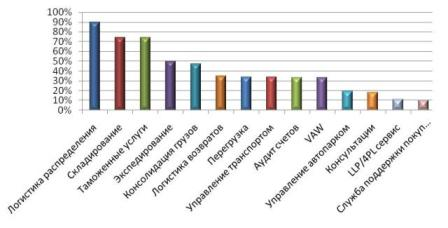 100%
90%
80%
70%
60%
50%
40%
30%
20%
10%
0%
Логистика распределения
Складирование
Таможенные услуги
Экспедирование
Консолидация грузов
Логистика возвратов
Перегрузка
Управление транспортом
Аудит счетов
VAW
Управление автопарком
Консультации
LLP/4PL сервис
Служба поддержки покуп...